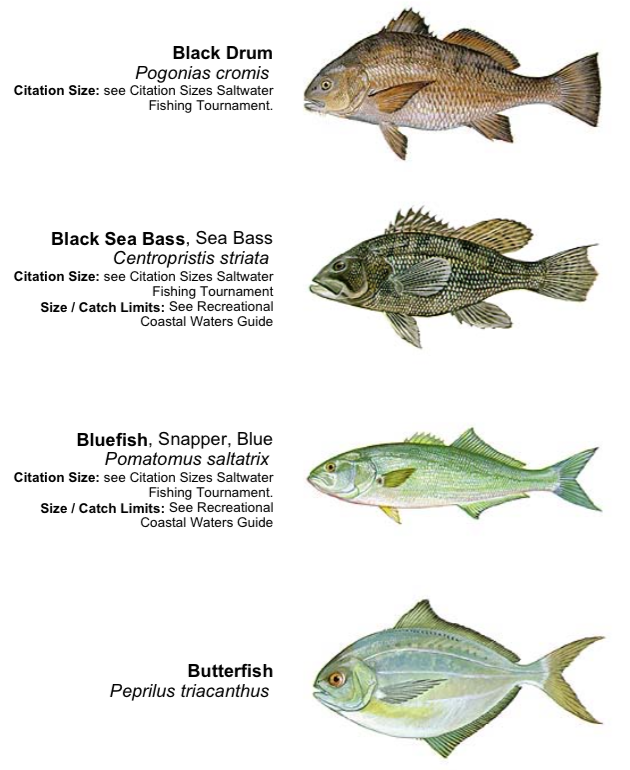 Black Drum
Pogonias cromis
Citation Size: see Citation Sizes Saltwater
Fishing Tournament.
Black Sea Bass, Sea Bass
Centropristis striata
Citation Size: see Citation Sizes Saltwater
Fishing Tournament
Size / Catch Limits: See Recreational
Coastal Waters Guide
Bluefish, Snapper, Blue
Pomatomus saltatrix
Citation Size: see Citation Sizes Saltwater
Fishing Tournament.
Size / Catch Limits: See Recreational
Coastal Waters Guide
Butterfish
Peprilus triacanthus